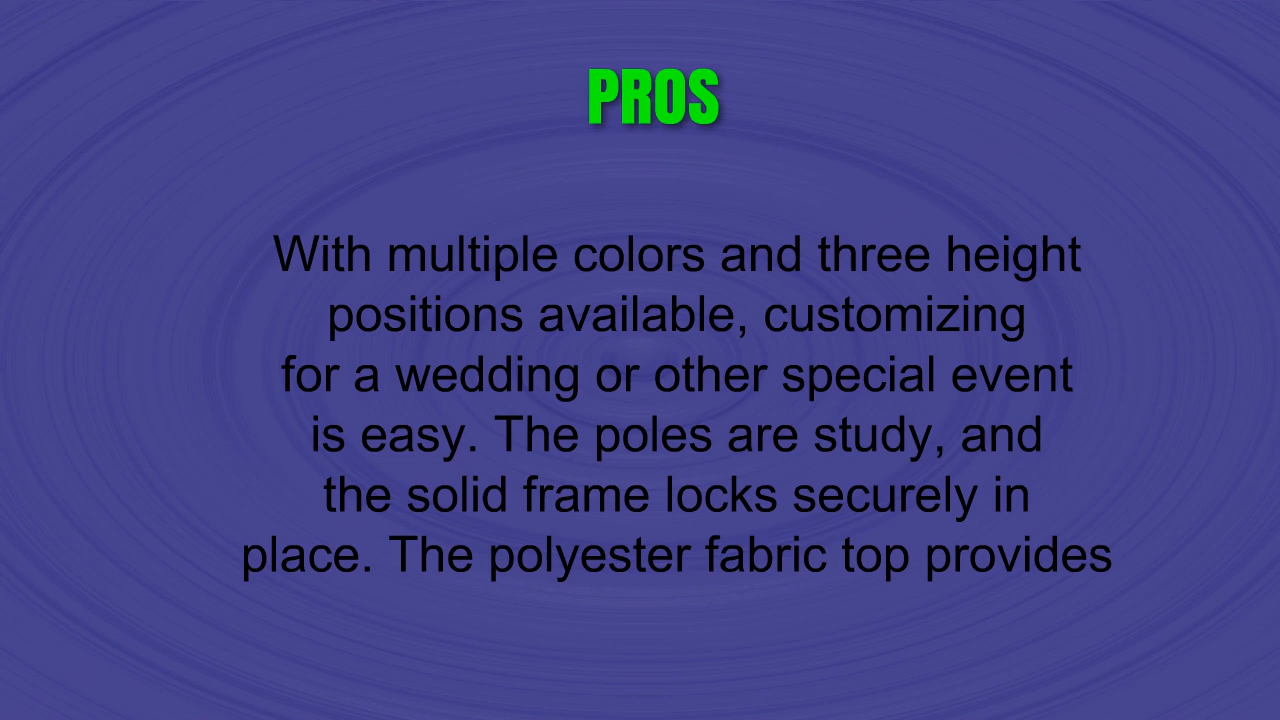 PROS
With multiple colors and three height
positions available, customizing
for a wedding or other special event
is easy. The poles are study, and
the solid frame locks securely in
place. The polyester fabric top provides